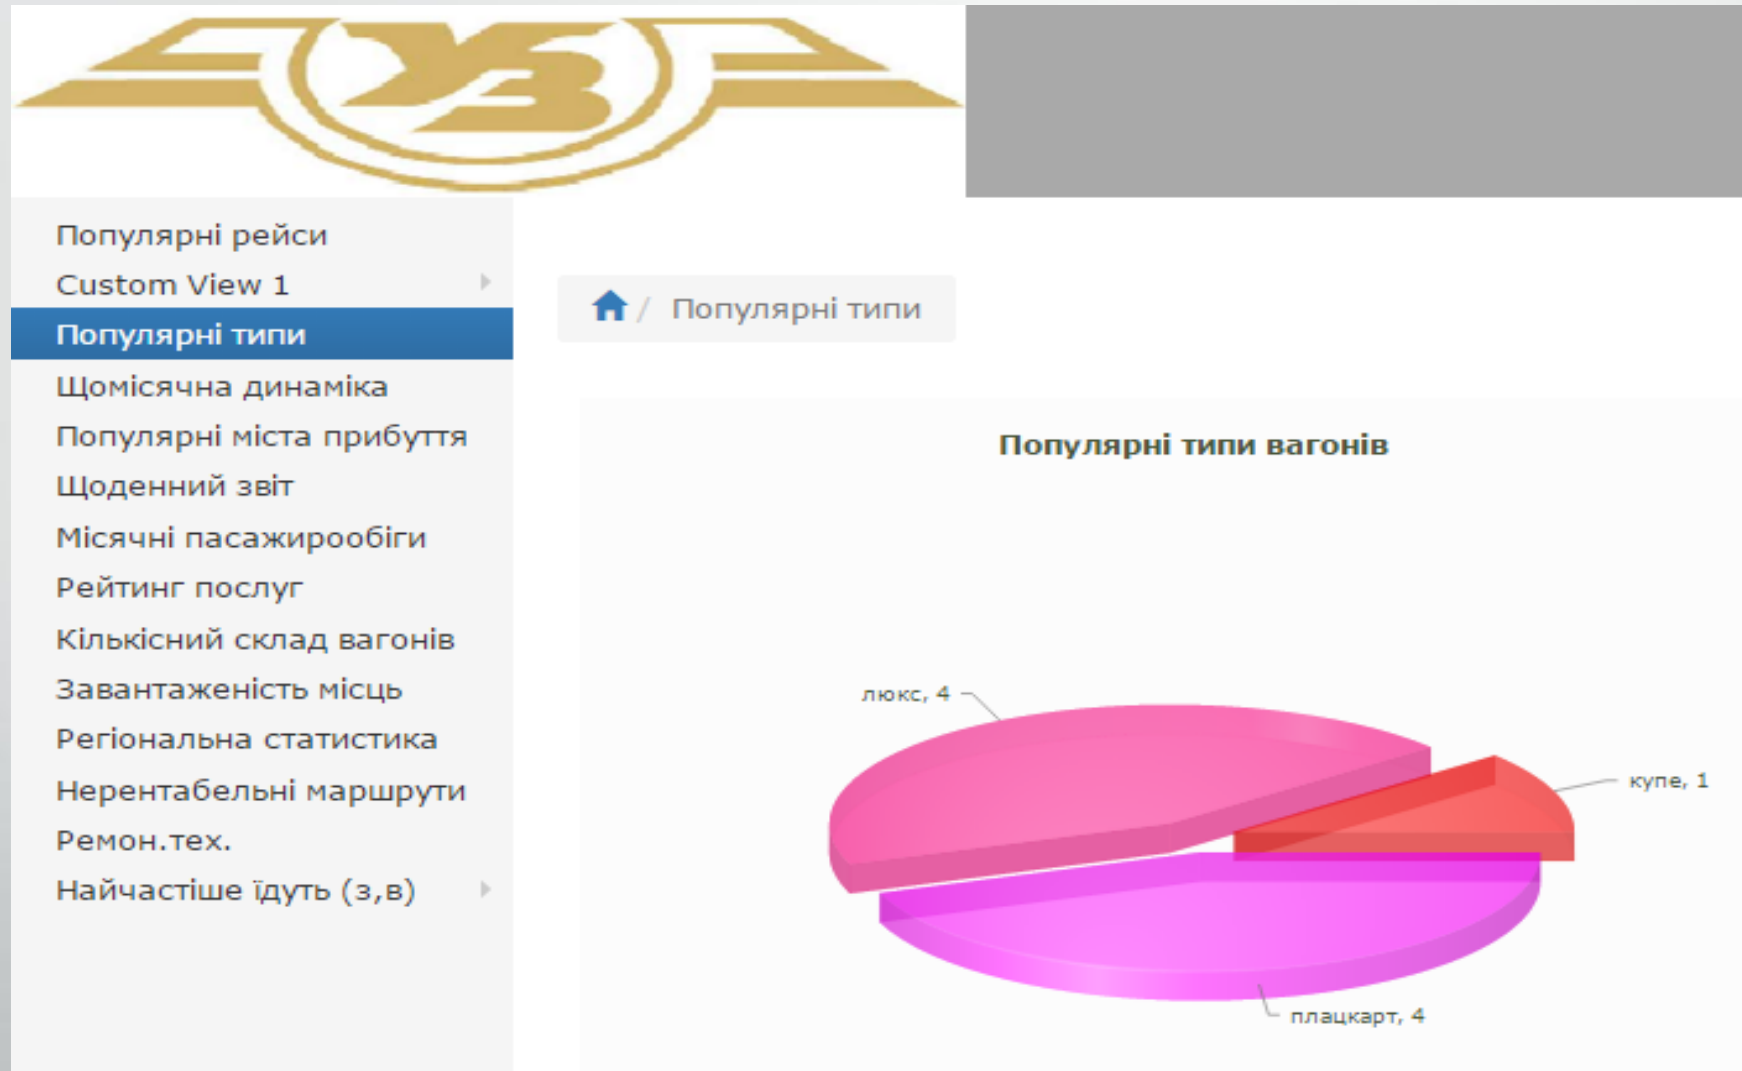 УЗ
Популярні рейси
Custom View 1
Популярні типи
Щомісячна динаміка
Популярні міста прибуття
Щоденний звіт
Місячні пасажирообіги
Рейтинг послуг
Кількісний склад вагонів
Завантаженість місць
Регіональна статистика
Нерентабельні маршрути
Ремон.тех.
Найчастіше їдуть (з,в)
/ Популярні типи
Популярні типи вагонів
люкс, 4
купе, 1
плацкарт, 4